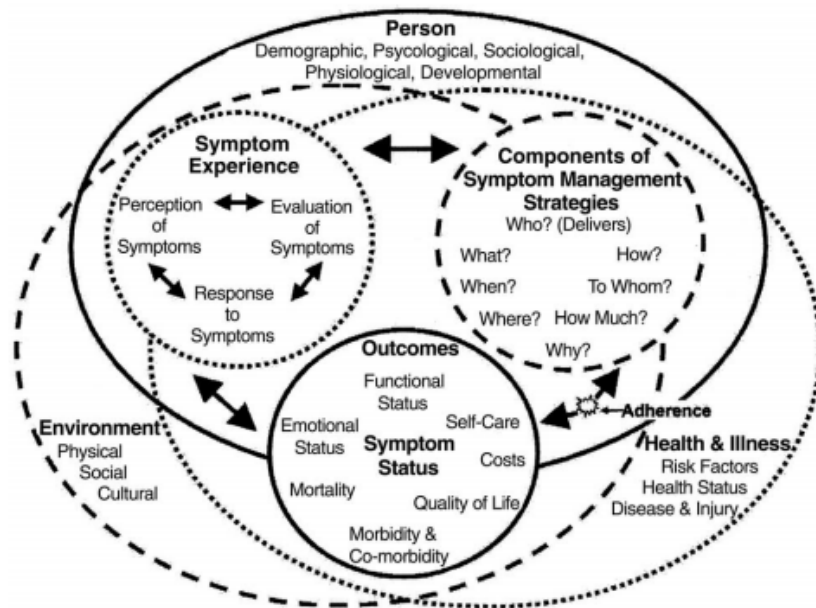 Person
Demographic, Psycological, Sociological,
Physiological, Developmental
Symptom
Experience
Perception
of
Symptoms
Evaluation
of
Symptoms
Response
to
Symptoms
Components of
Symptom Management
Strategies
Who? (Delivers)
What?
How?
When?
To Whom?
Where?
How Much?
Why?
Outcomes
Functional
Status
Emotional
Status
Self-Care
Symptom
Status
Costs
Mortality
Quality of Life
Morbidity &
Co-morbidity
Adherence
Environment
Physical
Social
Cultural
Health & Illness
Risk Factors
Health Status
Disease & Injury